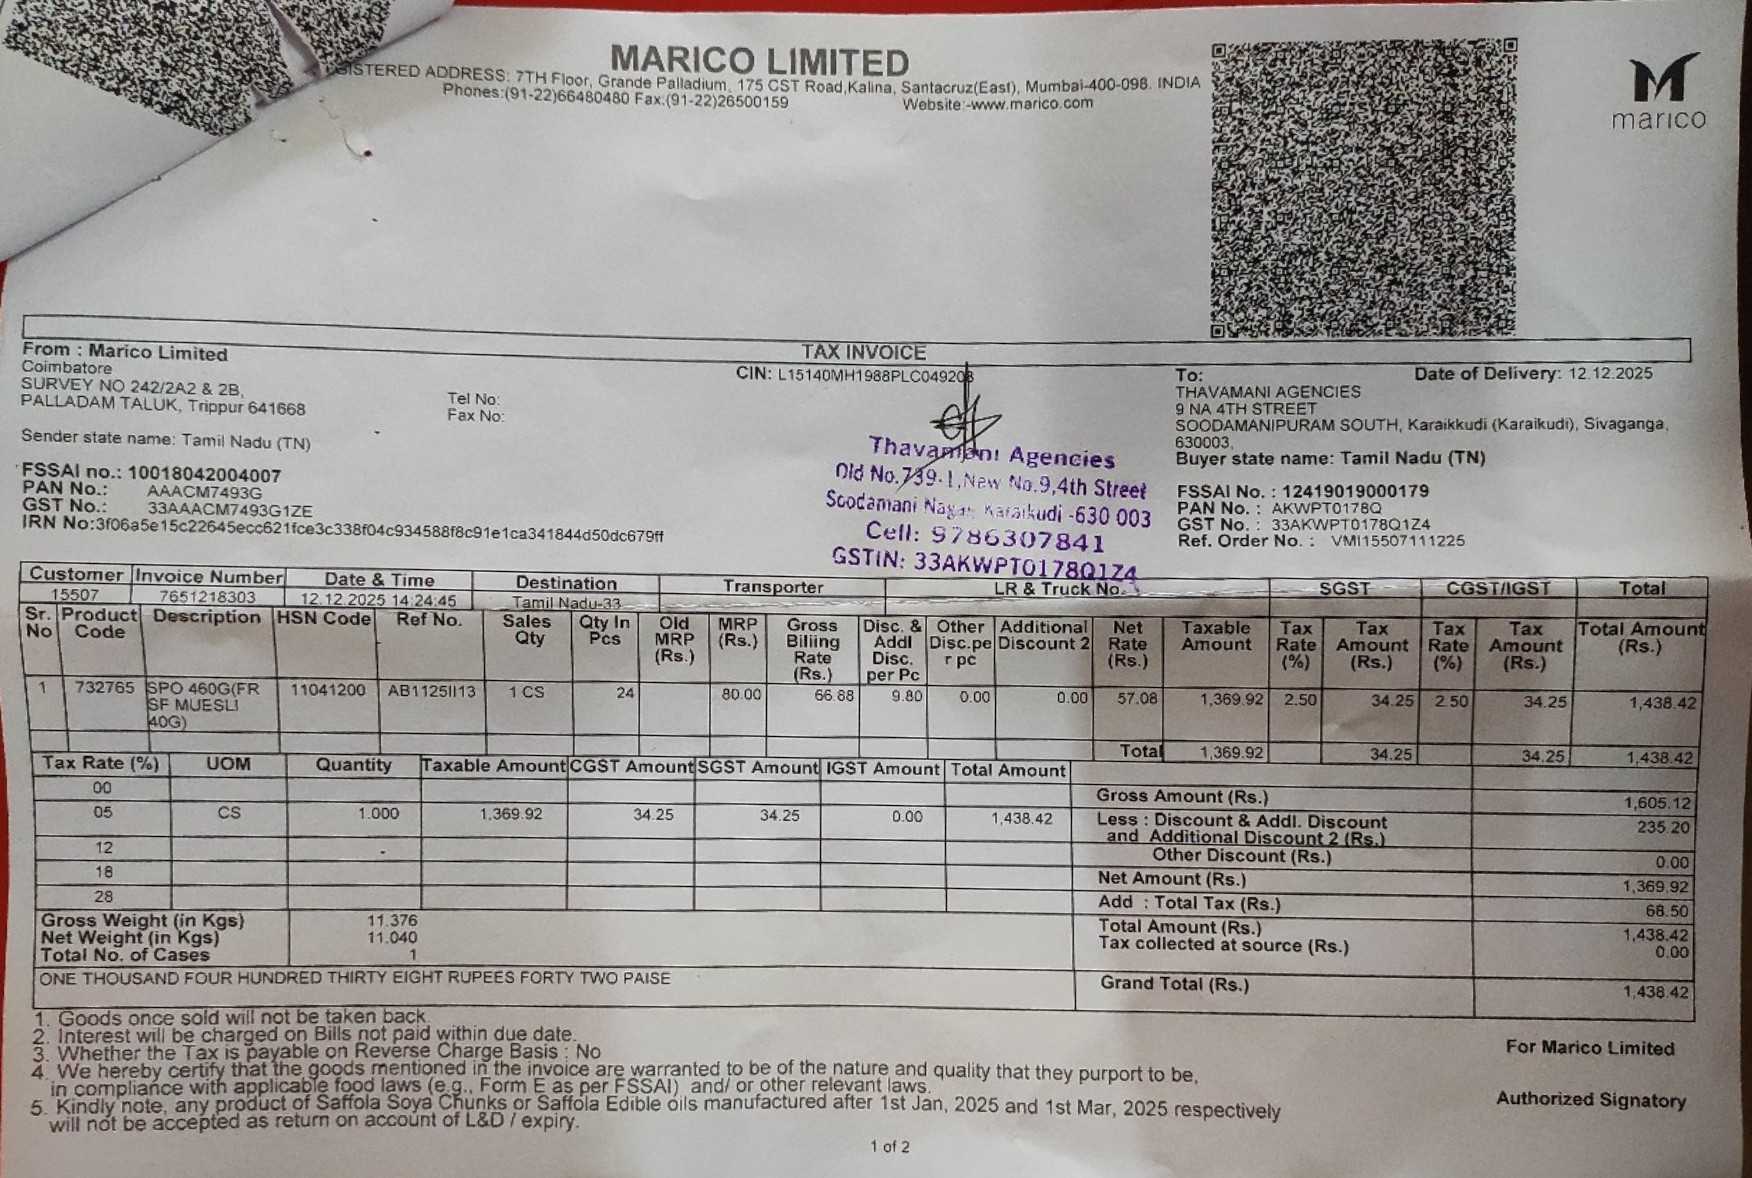 MARICO LIMITED
ISTERED ADDRESS: 7TH Floor, Grande Palladium, 175 CST Road,Kalina, Santacruz(East), Mumbai-400-098. INDIA
Phones:(91-22)66480480 Fax:(91-22)26500159 Website:-www.marico.com
marico
TAX INVOICE
From : Marico Limited
Coimbatore
SURVEY NO 242/2A2 & 2B,
PALLADAM TALUK, Trippur 641668
Sender state name: Tamil Nadu (TN)
FSSAI no.: 10018042004007
PAN No.: AAACM7493G
GST No.: 33AAACM7493G1ZE
IRN No:3f06a5e15c22645ecc621fce3c338f04c934588f8c91e1ca341844d50dc679ff
Tel No:
Fax No:
CIN: L15140MH1988PLC049208
Thavamani Agencies
Old No.739-1,New No.9,4th Street
Soodamani Nagar, Karaikudi -630 003
Cell: 9786307841
GSTIN: 33AKWPT0178Q1Z4
To: Date of Delivery: 12.12.2025
THAVAMANI AGENCIES
9 NA 4TH STREET
SOODAMANIPURAM SOUTH, Karaikkudi (Karaikudi), Sivaganga,
630003,
Buyer state name: Tamil Nadu (TN)
FSSAI No. : 12419019000179
PAN No. : AKWPT0178Q
GST No. : 33AKWPT0178Q1Z4
Ref. Order No. : VMI15507111225
Customer Invoice Number Date & Time Destination Transporter LR & Truck No. SGST CGST/IGST Total
15507 7651218303 12.12.2025 14:24:45 Tamil Nadu-33
Sr. No Product Code Description HSN Code Ref No. Sales Qty Qty In Pcs Old MRP (Rs.) MRP (Rs.) Gross Billing Rate (Rs.) Disc. & Addl Disc. per Pc Other Disc.pe r pc Additional Discount 2 Net Rate (Rs.) Taxable Amount Tax Rate (%) Tax Amount (Rs.) Tax Rate (%) Tax Amount (Rs.) Total Amount (Rs.)
1 732765 SPO 460G(FR SF MUESLI 40G) 11041200 AB1125II13 1 CS 24 80.00 66.88 9.80 0.00 0.00 57.08 1,369.92 2.50 34.25 2.50 34.25 1,438.42
Total 1,369.92 34.25 34.25 1,438.42
Tax Rate (%) UOM Quantity Taxable Amount CGST Amount SGST Amount IGST Amount Total Amount
00
05 CS 1.000 1,369.92 34.25 34.25 0.00 1,438.42
12
18
28
Gross Weight (in Kgs) 11.376
Net Weight (in Kgs) 11.040
Total No. of Cases 1
ONE THOUSAND FOUR HUNDRED THIRTY EIGHT RUPEES FORTY TWO PAISE
Gross Amount (Rs.) 1,605.12
Less : Discount & Addl. Discount 235.20
and Additional Discount 2 (Rs.)
Other Discount (Rs.) 0.00
Net Amount (Rs.) 1,369.92
Add : Total Tax (Rs.) 68.50
Total Amount (Rs.) 1,438.42
Tax collected at source (Rs.) 0.00
Grand Total (Rs.) 1,438.42
1. Goods once sold will not be taken back.
2. Interest will be charged on Bills not paid within due date.
3. Whether the Tax is payable on Reverse Charge Basis : No
4. We hereby certify that the goods mentioned in the invoice are warranted to be of the nature and quality that they purport to be,
in compliance with applicable food laws (e.g., Form E as per FSSAI) and/ or other relevant laws.
5. Kindly note, any product of Saffola Soya Chunks or Saffola Edible oils manufactured after 1st Jan, 2025 and 1st Mar, 2025 respectively
will not be accepted as return on account of L&D / expiry.
For Marico Limited
Authorized Signatory
1 of 2